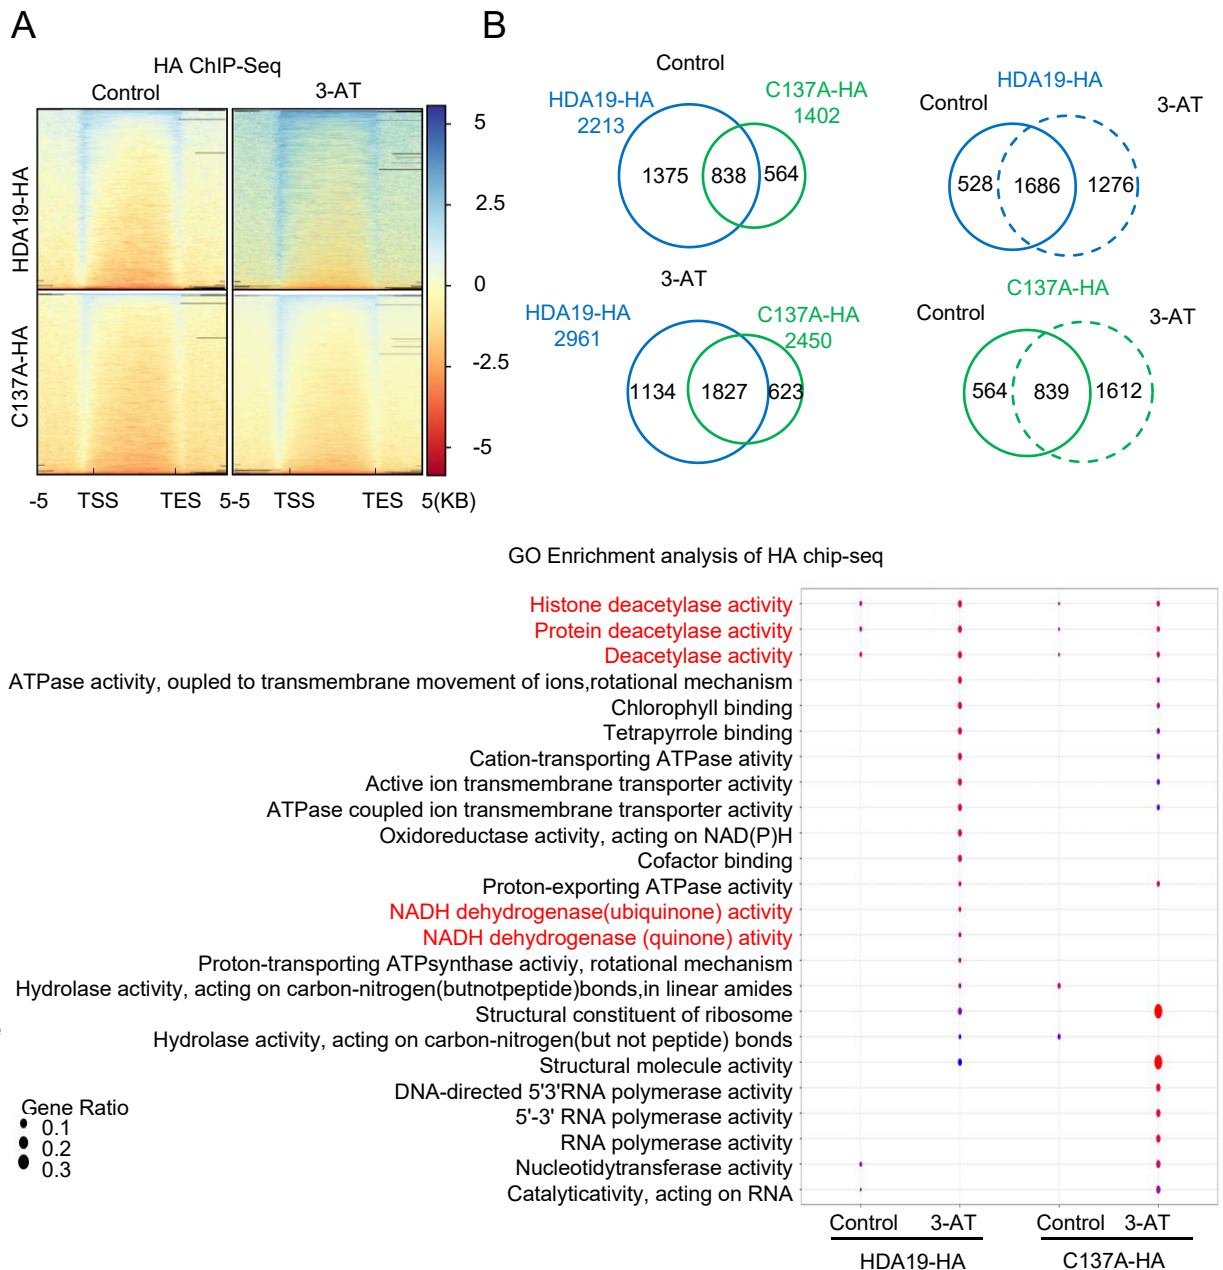 A
B
HA ChIP-Seq
Control
3-AT
HDA19-HA
C137A-HA
5
2.5
0
-2.5
-5
-5
TSS
TES
5-5
TSS
TES
5(KB)
Control
HDA19-HA
2213
C137A-HA
1402
1375
838
564
HDA19-HA
Control
3-AT
528
1686
1276
3-AT
HDA19-HA
2961
C137A-HA
2450
1134
1827
623
C137A-HA
Control
3-AT
564
839
1612
GO Enrichment analysis of HA chip-seq
Histone deacetylase activity
Protein deacetylase activity
Deacetylase activity
ATPase activity, oupled to transmembrane movement of ions,rotational mechanism
Chlorophyll binding
Tetrapyrrole binding
Cation-transporting ATPase ativity
Active ion transmembrane transporter activity
ATPase coupled ion transmembrane transporter activity
Oxidoreductase activity, acting on NAD(P)H
Cofactor binding
Proton-exporting ATPase activity
NADH dehydrogenase(ubiquinone) activity
NADH dehydrogenase (quinone) ativity
Proton-transporting ATPsynthase activiy, rotational mechanism
Hydrolase activity, acting on carbon-nitrogen(butnotpeptide)bonds,in linear amides
Structural constituent of ribosome
Hydrolase activity, acting on carbon-nitrogen(but not peptide) bonds
Structural molecule activity
DNA-directed 5'3'RNA polymerase activity
5'-3' RNA polymerase activity
RNA polymerase activity
Nucleotidytransferase activity
Catalyticativity, acting on RNA
Gene Ratio
0.1
0.2
0.3
Control
3-AT
Control
3-AT
HDA19-HA
C137A-HA